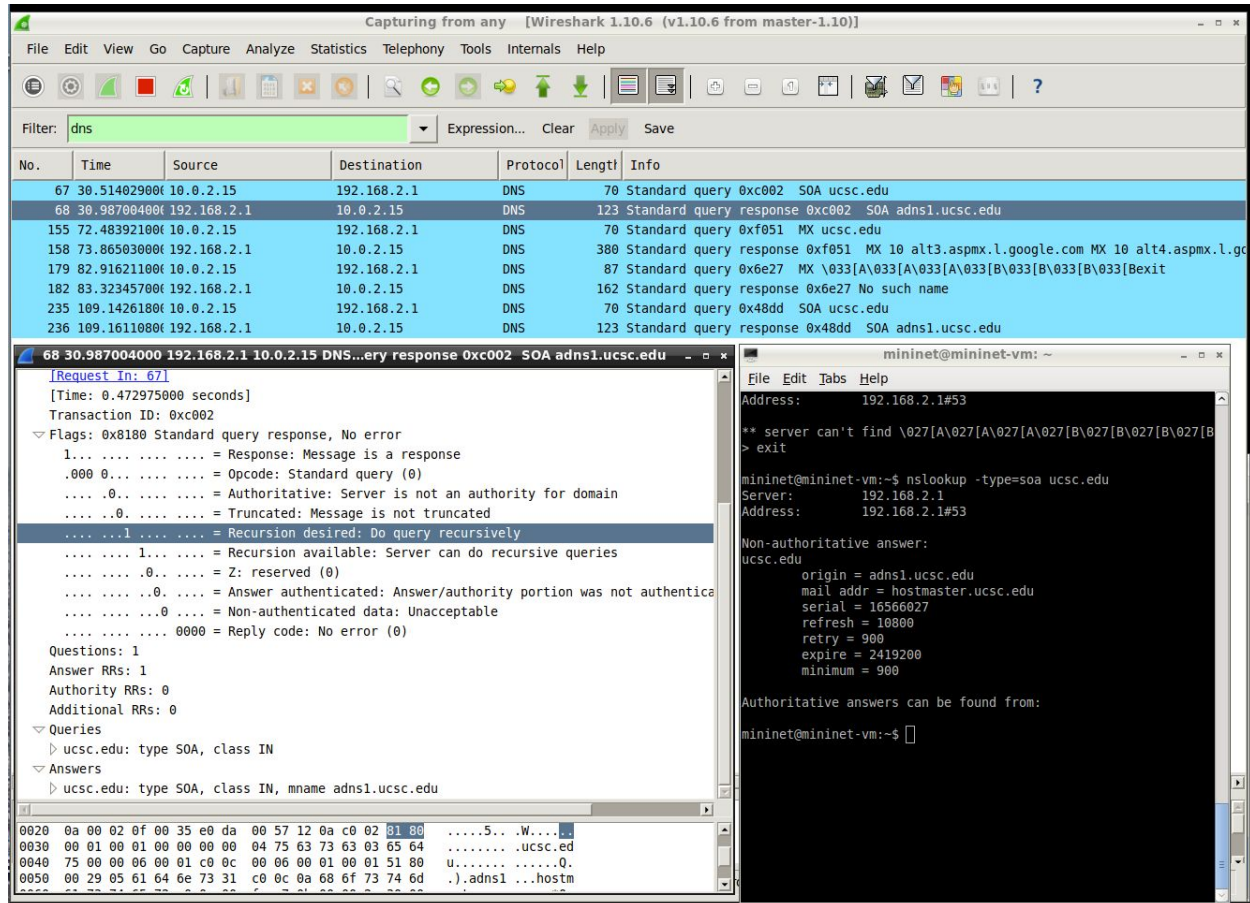 Capturing from any [Wireshark 1.10.6 (v1.10.6 from master-1.10)]
File Edit View Go Capture Analyze Statistics Telephony Tools Internals Help
Filter: dns Expression... Clear Apply Save
No. Time Source Destination Protocol Length Info
67 30.514029000 10.0.2.15 192.168.2.1 DNS 70 Standard query 0xc002 SOA ucsc.edu
68 30.987004000 192.168.2.1 10.0.2.15 DNS 123 Standard query response 0xc002 SOA adns1.ucsc.edu
155 72.483921000 10.0.2.15 192.168.2.1 DNS 70 Standard query 0xf051 MX ucsc.edu
158 73.865030000 192.168.2.1 10.0.2.15 DNS 380 Standard query response 0xf051 MX 10 alt3.aspmx.l.google.com MX 10 alt4.aspmx.l.go
179 82.916211000 10.0.2.15 192.168.2.1 DNS 87 Standard query 0x6e27 MX \033[A\033[A\033[A\033[B\033[B\033[B\033[Bexit
182 83.323457000 192.168.2.1 10.0.2.15 DNS 162 Standard query response 0x6e27 No such name
235 109.14261800 10.0.2.15 192.168.2.1 DNS 70 Standard query 0x48dd SOA ucsc.edu
236 109.16110800 192.168.2.1 10.0.2.15 DNS 123 Standard query response 0x48dd SOA adns1.ucsc.edu
68 30.987004000 192.168.2.1 10.0.2.15 DNS...ery response 0xc002 SOA adns1.ucsc.edu
[Request In: 67]
[Time: 0.472975000 seconds]
Transaction ID: 0xc002
Flags: 0x8180 Standard query response, No error
1... .... .... .... = Response: Message is a response
.000 0... .... .... = Opcode: Standard query (0)
.... .0.. .... .... = Authoritative: Server is not an authority for domain
.... ..0. .... .... = Truncated: Message is not truncated
.... ...1 .... .... = Recursion desired: Do query recursively
.... .... 1... .... = Recursion available: Server can do recursive queries
.... .... .0.. .... = Z: reserved (0)
.... .... ..0. .... = Answer authenticated: Answer/authority portion was not authentica
.... .... ...0 .... = Non-authenticated data: Unacceptable
.... .... .... 0000 = Reply code: No error (0)
Questions: 1
Answer RRs: 1
Authority RRs: 0
Additional RRs: 0
Queries
ucsc.edu: type SOA, class IN
Answers
ucsc.edu: type SOA, class IN, mname adns1.ucsc.edu
0020 0a 00 02 0f 00 35 e0 da 00 57 12 0a c0 02 81 80 .....5.. .W......
0030 00 01 00 01 00 00 00 00 04 75 63 73 63 03 65 64 ........ .ucsc.ed
0040 75 00 00 06 00 01 c0 0c 00 06 00 01 00 01 51 80 u....... ......Q.
0050 00 29 05 61 64 6e 73 31 c0 0c 0a 68 6f 73 74 6d .).adns1 ...hostm
mininet@mininet-vm: ~
File Edit Tabs Help
Address: 192.168.2.1#53
** server can't find \027[A\027[A\027[A\027[B\027[B\027[B\027[B
> exit
mininet@mininet-vm:~$ nslookup -type=soa ucsc.edu
Server: 192.168.2.1
Address: 192.168.2.1#53
Non-authoritative answer:
ucsc.edu
origin = adns1.ucsc.edu
mail addr = hostmaster.ucsc.edu
serial = 16566027
refresh = 10800
retry = 900
expire = 2419200
minimum = 900
Authoritative answers can be found from:
mininet@mininet-vm:~$